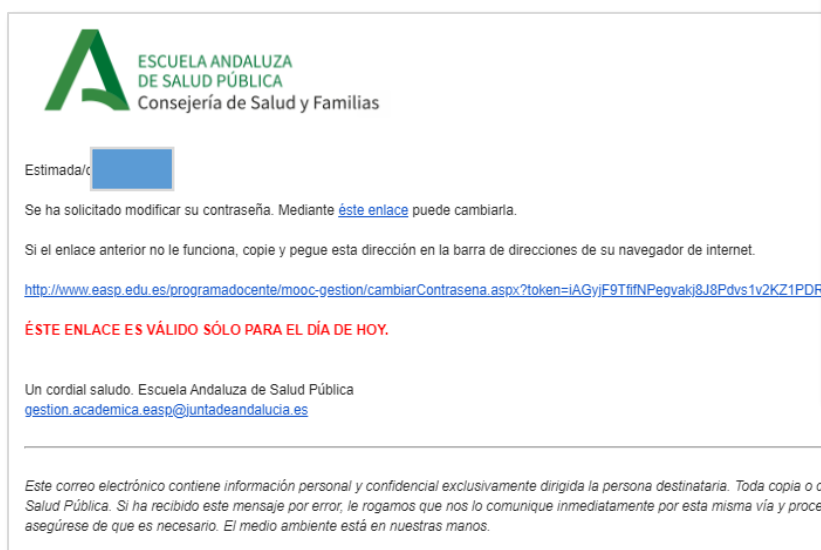 ESCUELA ANDALUZA
DE SALUD PÚBLICA
Consejería de Salud y Familias
Estimada/
Se ha solicitado modificar su contraseña. Mediante éste enlace puede cambiarla.
Si el enlace anterior no le funciona, copie y pegue esta dirección en la barra de direcciones de su navegador de internet.
http://www.easp.edu.es/programadocente/mooc-gestion/cambiarContrasena.aspx?token=iAGyjF9TfifNPegvakj8J8Pdvs1v2KZ1PDR
ÉSTE ENLACE ES VÁLIDO SÓLO PARA EL DÍA DE HOY.
Un cordial saludo. Escuela Andaluza de Salud Pública
gestion.academica.easp@juntadeandalucia.es
Este correo electrónico contiene información personal y confidencial exclusivamente dirigida la persona destinataria. Toda copia o
Salud Pública. Si ha recibido este mensaje por error, le rogamos que nos lo comunique inmediatamente por esta misma vía y proce
asegúrese de que es necesario. El medio ambiente está en nuestras manos.